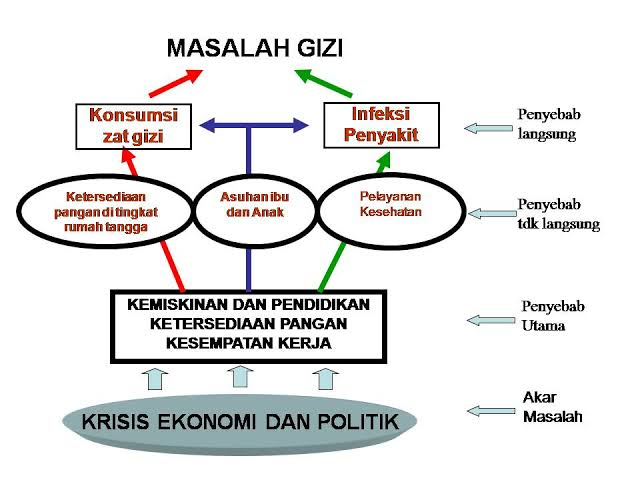 MASALAH GIZI
Konsumsi
zat gizi
Infeksi
Penyakit
Penyebab
langsung
Ketersediaan
pangan di tingkat
rumah tangga
Asuhan ibu
dan Anak
Pelayanan
Kesehatan
Penyebab
tdk langsung
KEMISKINAN DAN PENDIDIKAN
KETERSEDIAAN PANGAN
KESEMPATAN KERJA
Penyebab
Utama
KRISIS EKONOMI DAN POLITIK
Akar
Masalah